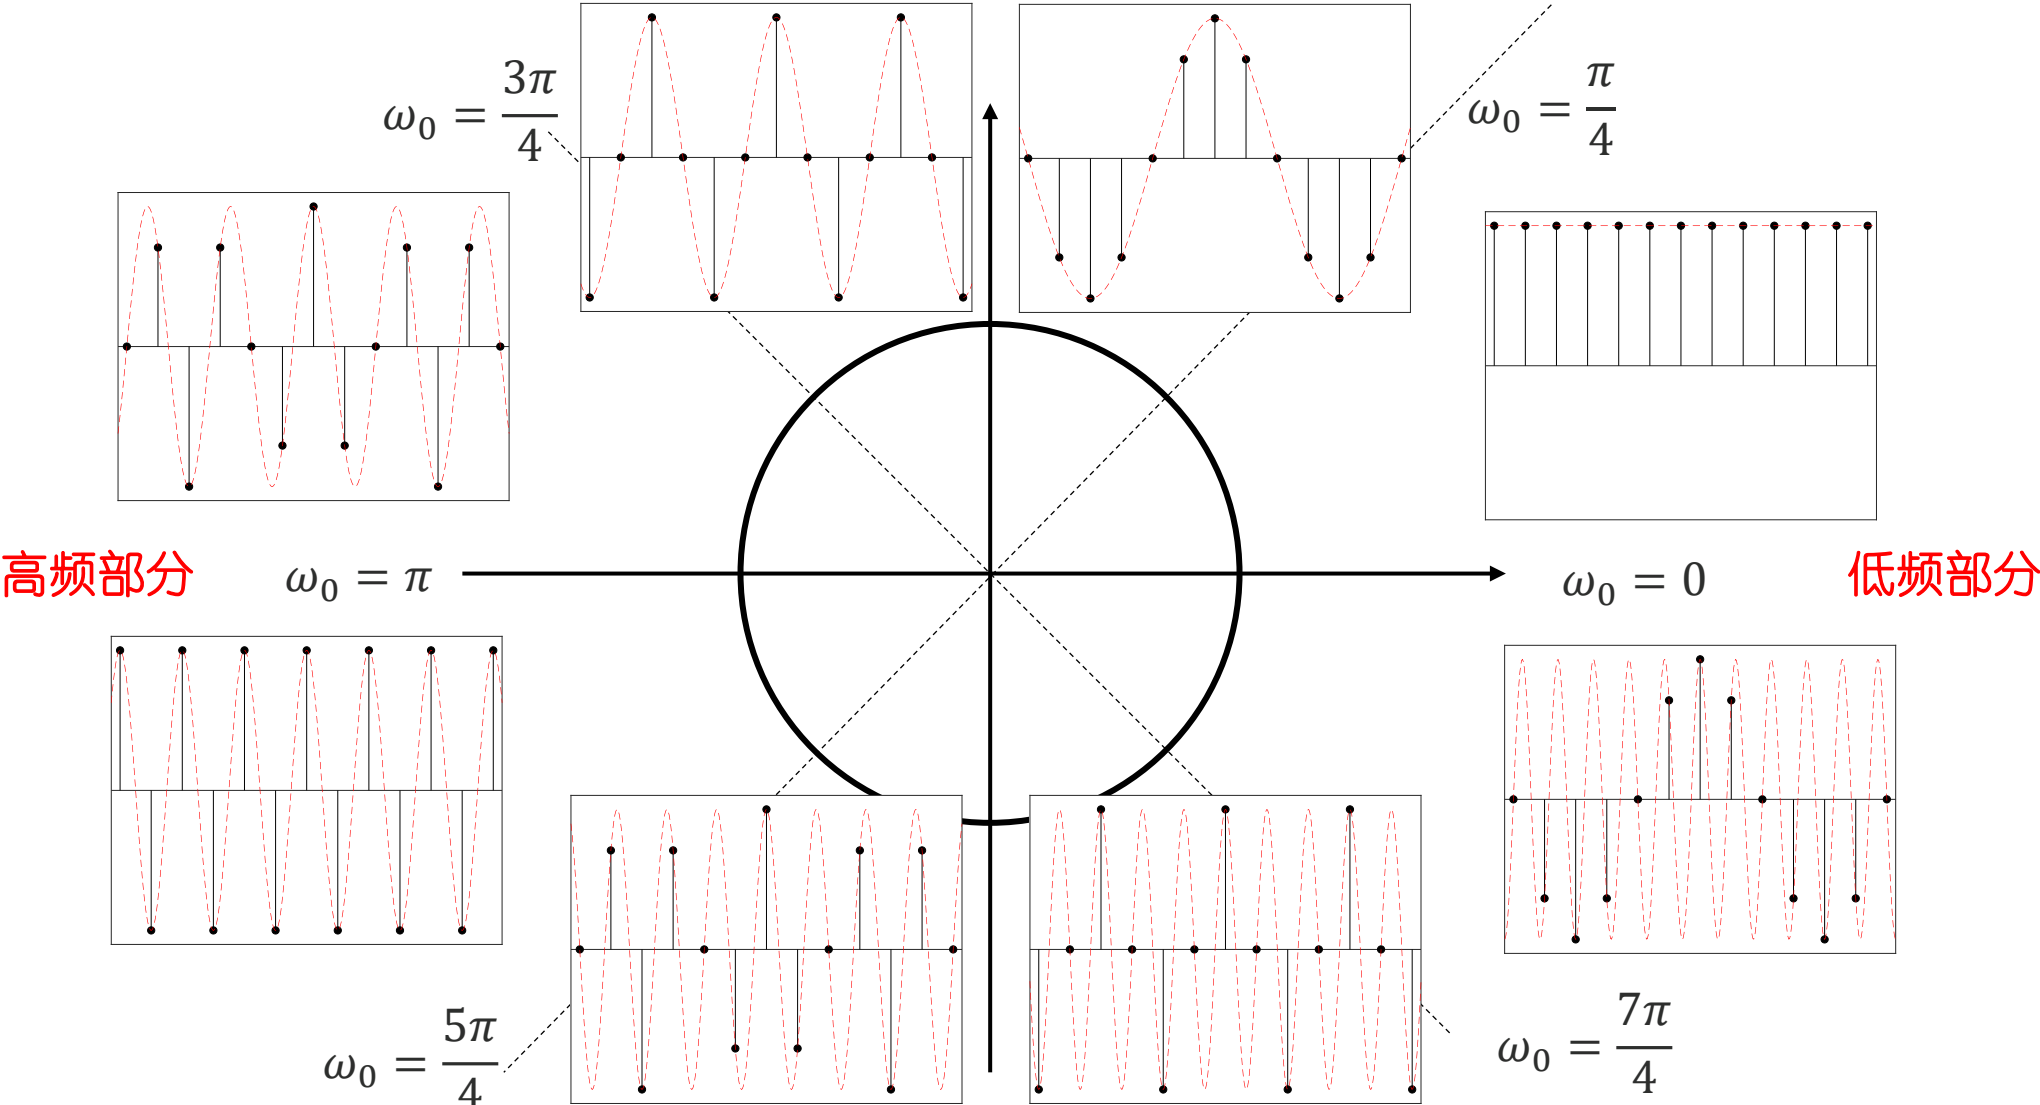 ω₀ = 3π/4
ω₀ = π/4
高频部分
ω₀ = π
ω₀ = 0
低频部分
ω₀ = 5π/4
ω₀ = 7π/4